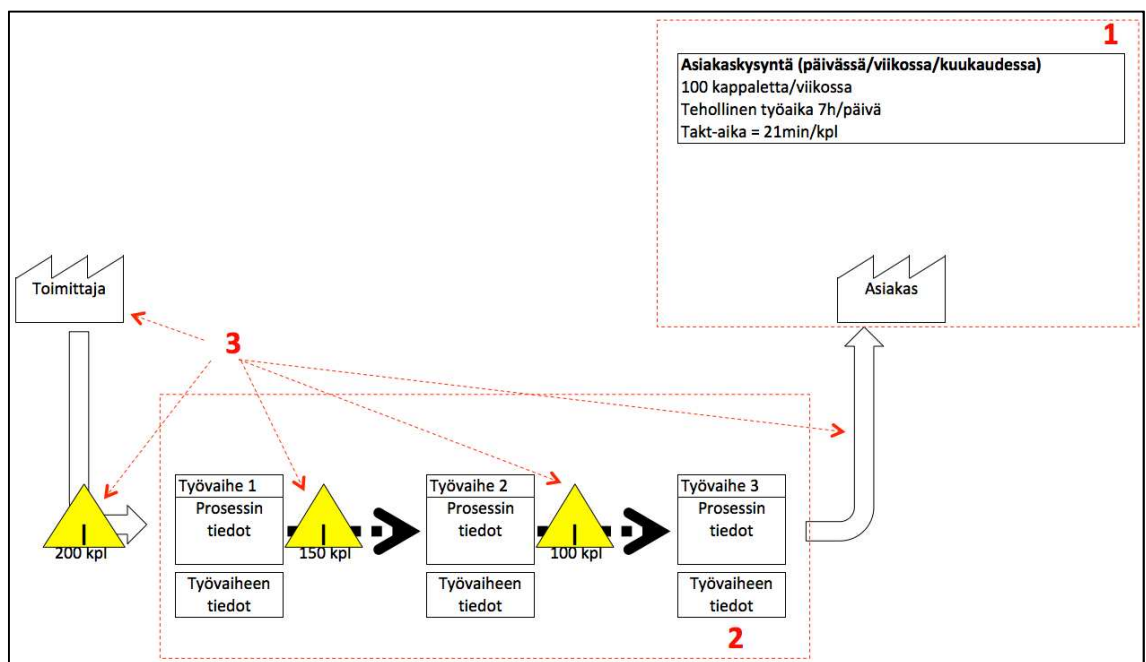 1
Asiakaskysyntä (päivässä/viikossa/kuukaudessa)
100 kappaletta/viikossa
Tehollinen työaika 7h/päivä
Takt-aika = 21min/kpl
Toimittaja
Asiakas
3
Työvaihe 1
Prosessin
tiedot
Työvaiheen
tiedot
Työvaihe 2
Prosessin
tiedot
Työvaiheen
tiedot
Työvaihe 3
Prosessin
tiedot
Työvaiheen
tiedot
I
200 kpl
I
150 kpl
I
100 kpl
2